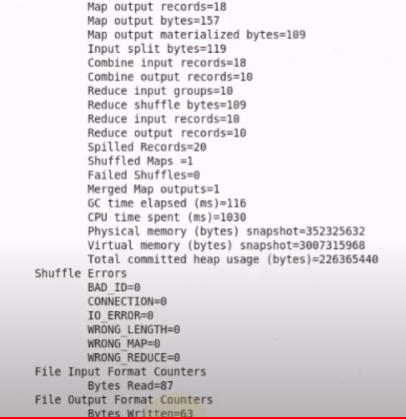 Map output records=18
Map output bytes=157
Map output materialized bytes=109
Input split bytes=119
Combine input records=18
Combine output records=10
Reduce input groups=10
Reduce shuffle bytes=109
Reduce input records=10
Reduce output records=10
Spilled Records=20
Shuffled Maps =1
Failed Shuffles=0
Merged Map outputs=1
GC time elapsed (ms)=116
CPU time spent (ms)=1030
Physical memory (bytes) snapshot=352325632
Virtual memory (bytes) snapshot=3007315968
Total committed heap usage (bytes)=226365440
Shuffle Errors
BAD_ID=0
CONNECTION=0
IO_ERROR=0
WRONG_LENGTH=0
WRONG_MAP=0
WRONG_REDUCE=0
File Input Format Counters
Bytes Read=87
File Output Format Counters
Bytes Written=63